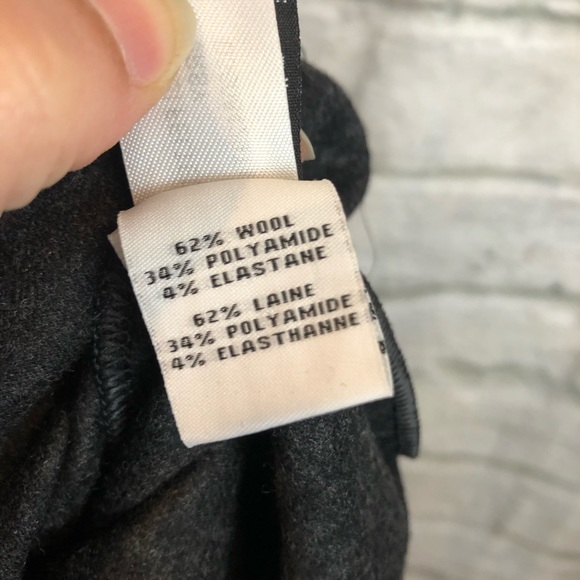 62% WOOL
34% POLYAMIDE
4% ELASTANE
62% LAINE
34% POLYAMIDE
4% ELASTHANNE